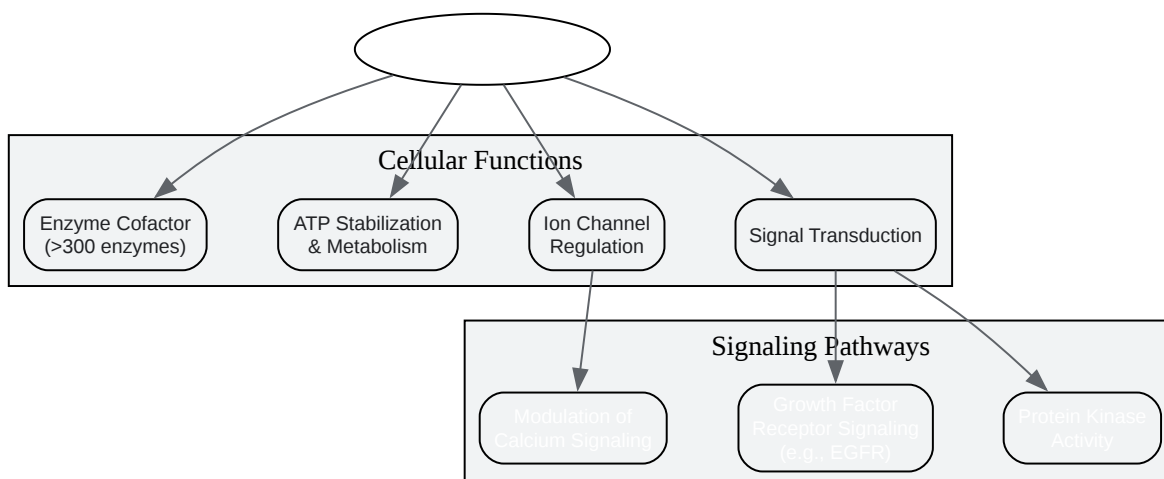 Cellular Functions
Enzyme Cofactor
(>300 enzymes)
ATP Stabilization
& Metabolism
Ion Channel
Regulation
Signal Transduction
Signaling Pathways
Modulation of
Calcium Signaling
Growth Factor
Receptor Signaling
(e.g., EGFR)
Protein Kinase
Activity